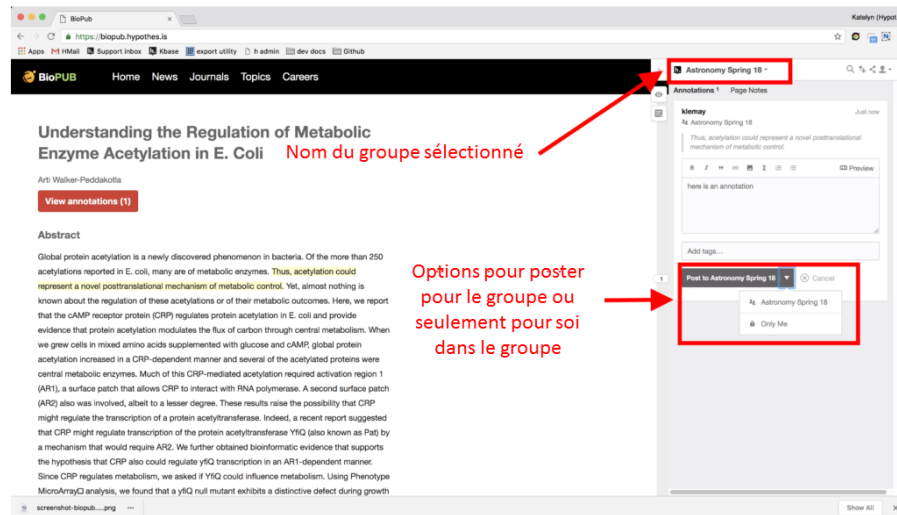 BioPub
Katelyn (Hypot
https://biopub.hypothes.is
Apps
HMail
Support Inbox
Kbase
export utility
h admin
dev docs
Github
BioPUB
Home
News
Journals
Topics
Careers
Astronomy Spring 18
Annotations 1
Page Notes
Understanding the Regulation of Metabolic
Enzyme Acetylation in E. Coli
Nom du groupe sélectionné
Arti Walker-Peddakotla
View annotations (1)
Abstract
Global protein acetylation is a newly discovered phenomenon in bacteria. Of the more than 250
acetylations reported in E. coli, many are of metabolic enzymes. Thus, acetylation could
represent a novel posttranslational mechanism of metabolic control. Yet, almost nothing is
known about the regulation of these acetylations or of their metabolic outcomes. Here, we report
that the cAMP receptor protein (CRP) regulates protein acetylation in E. coli and provide
evidence that protein acetylation modulates the flux of carbon through central metabolism. When
we grew cells in mixed amino acids supplemented with glucose and cAMP, global protein
acetylation increased in a CRP-dependent manner and several of the acetylated proteins were
central metabolic enzymes. Much of this CRP-mediated acetylation required activation region 1
(AR1), a surface patch that allows CRP to interact with RNA polymerase. A second surface patch
(AR2) also was involved, albeit to a lesser degree. These results raise the possibility that CRP
might regulate the transcription of a protein acetyltransferase. Indeed, a recent report suggested
that CRP might regulate transcription of the protein acetyltransferase YfiQ (also known as Pat) by
a mechanism that would require AR2. We further obtained bioinformatic evidence that supports
the hypothesis that CRP also could regulate yfiQ transcription in an AR1-dependent manner.
Since CRP regulates metabolism, we asked if YfiQ could influence metabolism. Using Phenotype
MicroArray□ analysis, we found that a yfiQ null mutant exhibits a distinctive defect during growth
Options pour poster
pour le groupe ou
seulement pour soi
dans le groupe
klemay
Just now
Astronomy Spring 18
Thus, acetylation could represent a novel posttranslational
mechanism of metabolic control.
B I
Preview
here is an annotation
Add tags...
1
Post to Astronomy Spring 18
Cancel
Astronomy Spring 18
Only Me
screenshot-biopub....png
Show All